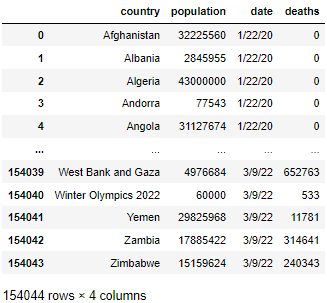 country population date deaths
0 Afghanistan 32225560 1/22/20 0
1 Albania 2845955 1/22/20 0
2 Algeria 43000000 1/22/20 0
3 Andorra 77543 1/22/20 0
4 Angola 31127674 1/22/20 0
... ... ... ... ...
154039 West Bank and Gaza 4976684 3/9/22 652763
154040 Winter Olympics 2022 60000 3/9/22 533
154041 Yemen 29825968 3/9/22 11781
154042 Zambia 17885422 3/9/22 314641
154043 Zimbabwe 15159624 3/9/22 240343
154044 rows × 4 columns